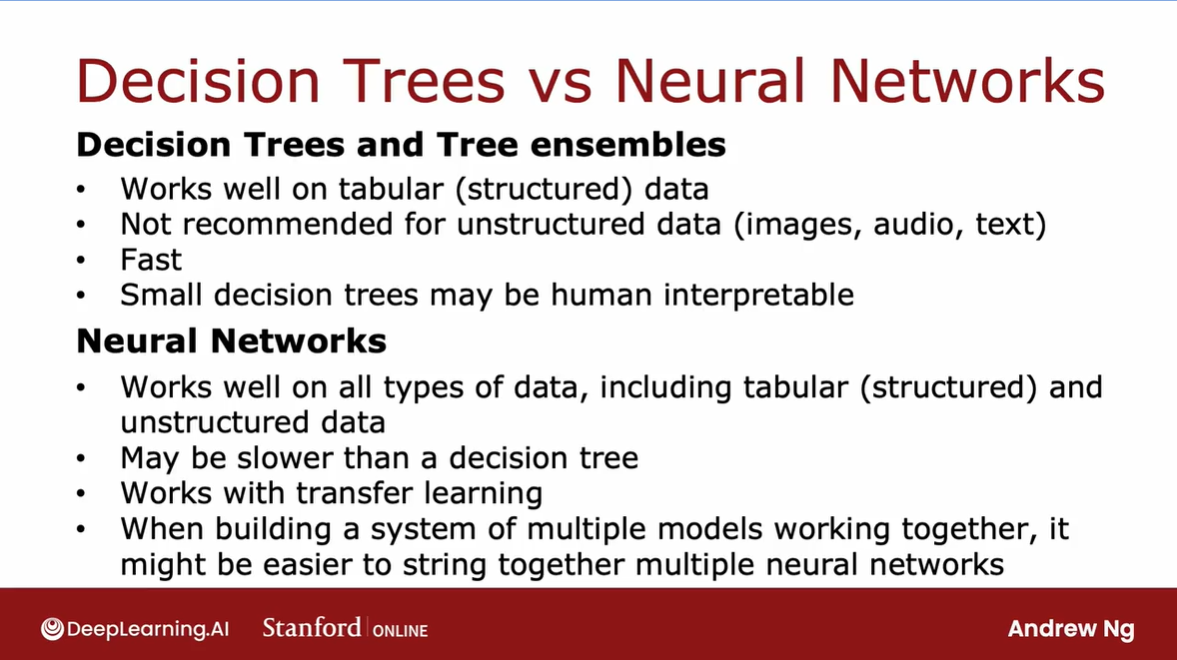 Decision Trees vs Neural Networks
Decision Trees and Tree ensembles
• Works well on tabular (structured) data
• Not recommended for unstructured data (images, audio, text)
• Fast
• Small decision trees may be human interpretable
Neural Networks
• Works well on all types of data, including tabular (structured) and
unstructured data
• May be slower than a decision tree
• Works with transfer learning
• When building a system of multiple models working together, it
might be easier to string together multiple neural networks
DeepLearning.AI Stanford ONLINE Andrew Ng